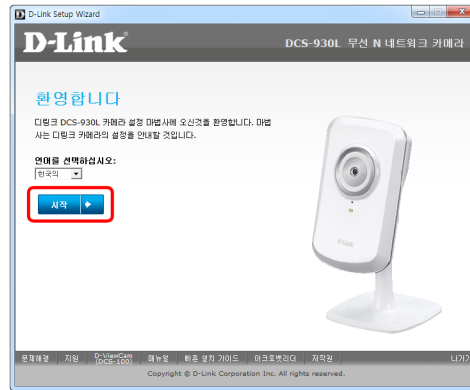 D-Link Setup Wizard
D-Link
DCS-930L 무선 N 네트워크 카메라
환영합니다
디링크 DCS-930L 카메라 설정 마법사에 오신것을 환영합니다. 마법
사는 디링크 카메라의 설정을 안내할 것입니다.
언어를 선택하십시오:
한국의
시작
D-Link
문제해결 지원 D-ViewCam (DCS-100) 매뉴얼 빠른 설치 가이드 아크로뱃리더 저작권 나가기
Copyright © D-Link Corporation Inc. All rights reserved.